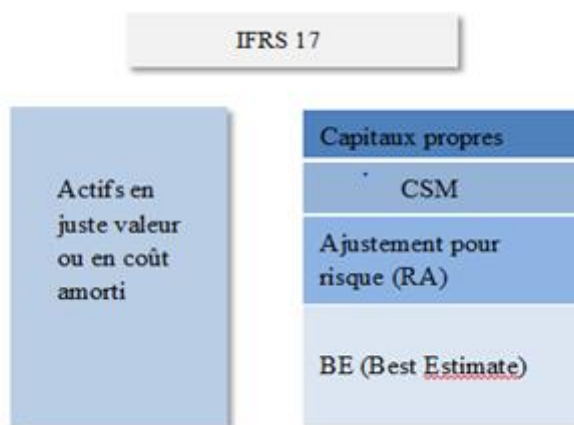 IFRS 17
Actifs en
juste valeur
ou en coût
amorti
Capitaux propres
CSM
Ajustement pour
risque (RA)
BE (Best Estimate)